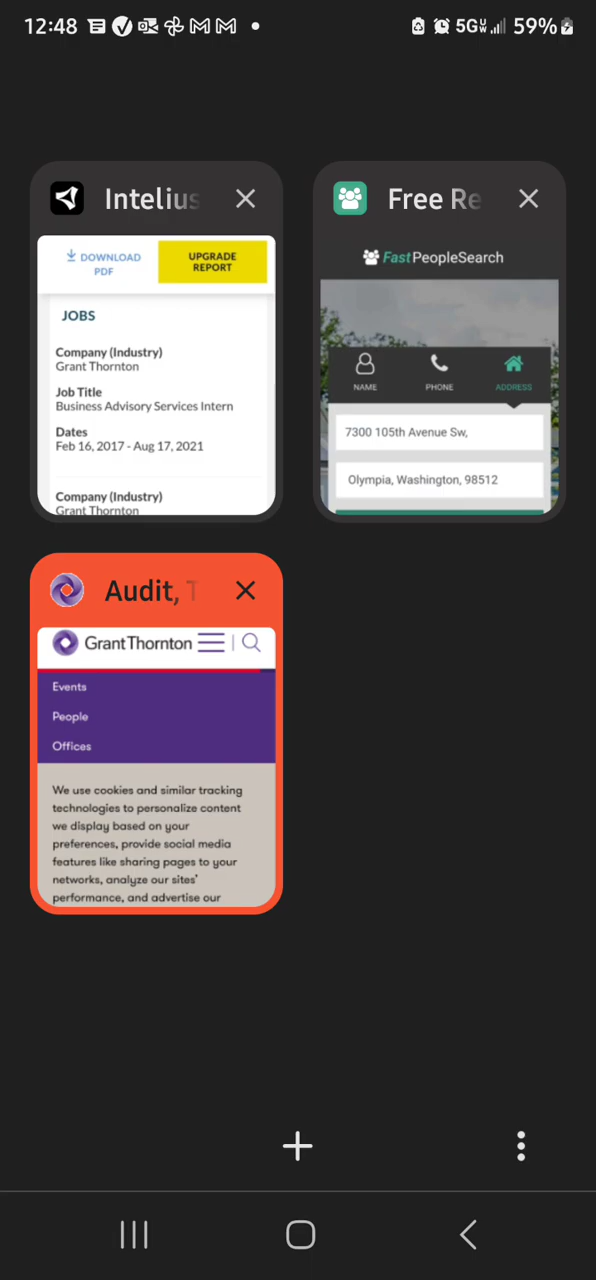 12:48
5G UW 59%
Intelius
Free Re
DOWNLOAD
PDF
UPGRADE
REPORT
JOBS
Company (Industry)
Grant Thornton
Job Title
Business Advisory Services Intern
Dates
Feb 16, 2017 - Aug 17, 2021
Company (Industry)
Grant Thornton
FastPeopleSearch
NAME
PHONE
ADDRESS
7300 105th Avenue Sw,
Olympia, Washington, 98512
Audit, T
GrantThornton
Events
People
Offices
We use cookies and similar tracking
technologies to personalize content
we display based on your
preferences, provide social media
features like sharing pages to your
networks, analyze our sites'
performance, and advertise our